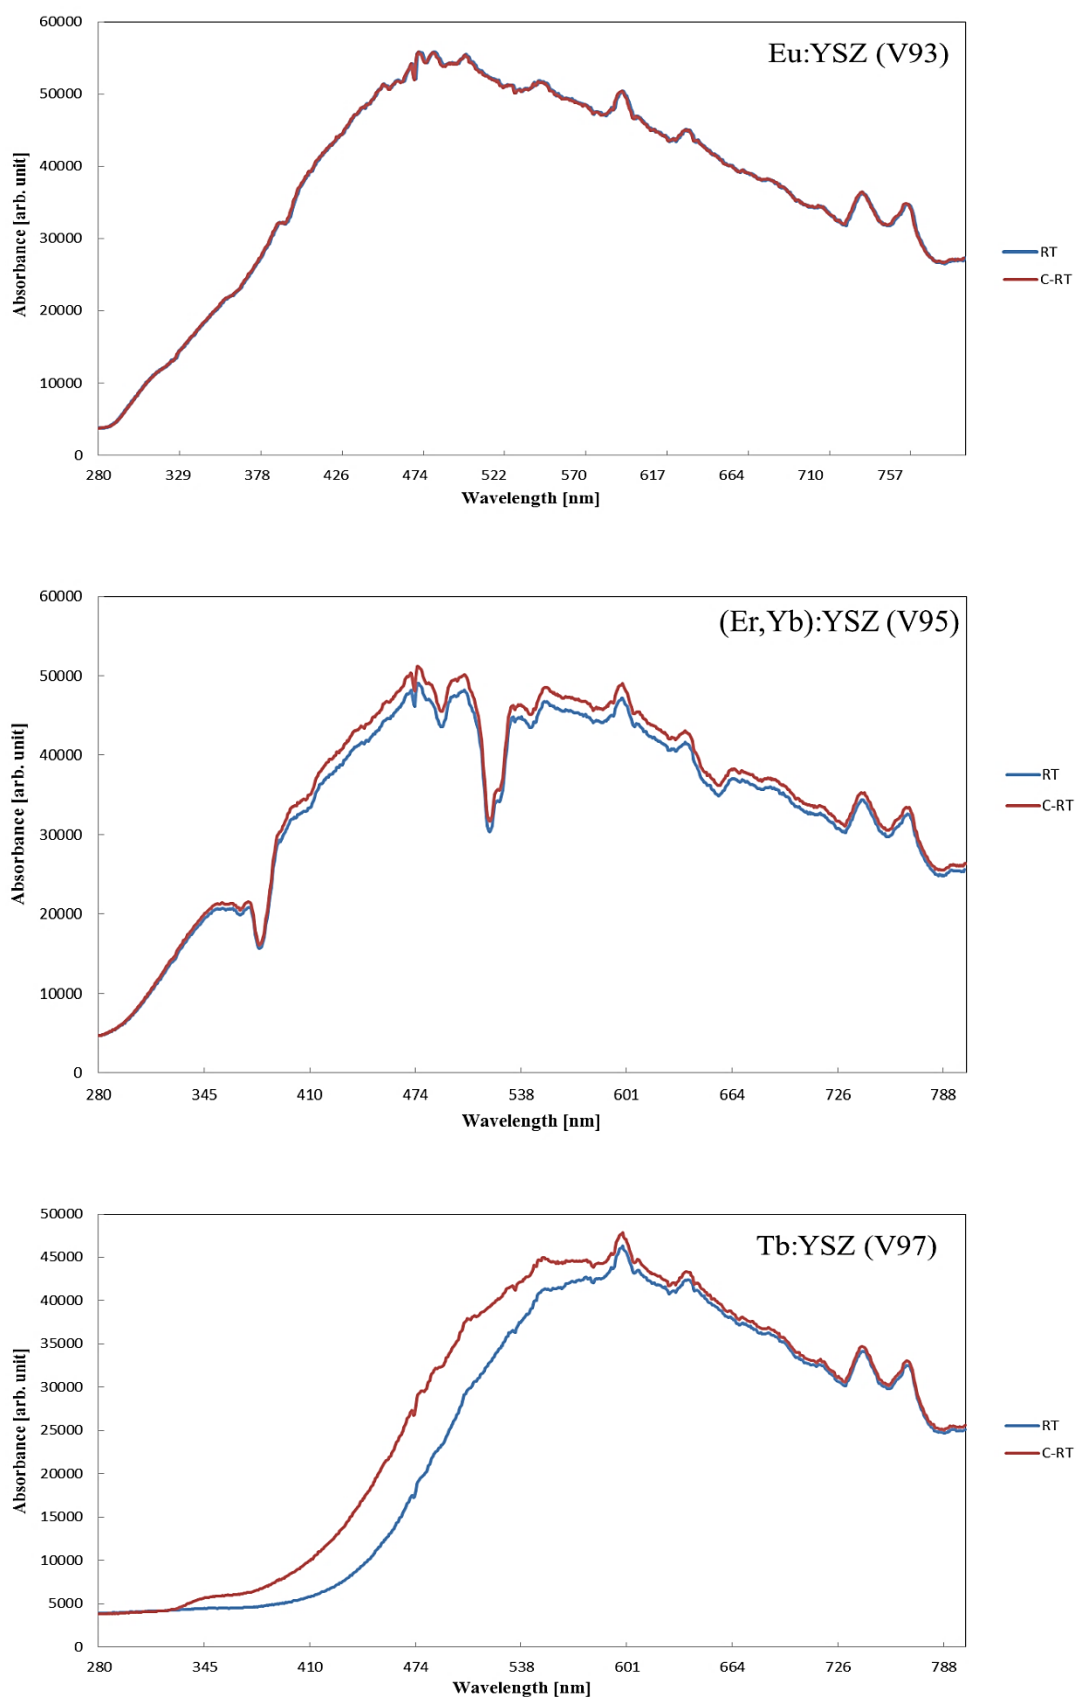 Eu:YSZ (V93)
Absorbance [arb. unit]
60000
50000
40000
30000
20000
10000
0
280 329 378 426 474 522 570 617 664 710 757
Wavelength [nm]
RT
C-RT
(Er,Yb):YSZ (V95)
Absorbance [arb. unit]
60000
50000
40000
30000
20000
10000
0
280 345 410 474 538 601 664 726 788
Wavelength [nm]
RT
C-RT
Tb:YSZ (V97)
Absorbance [arb. unit]
50000
45000
40000
35000
30000
25000
20000
15000
10000
5000
0
280 345 410 474 538 601 664 726 788
Wavelength [nm]
RT
C-RT